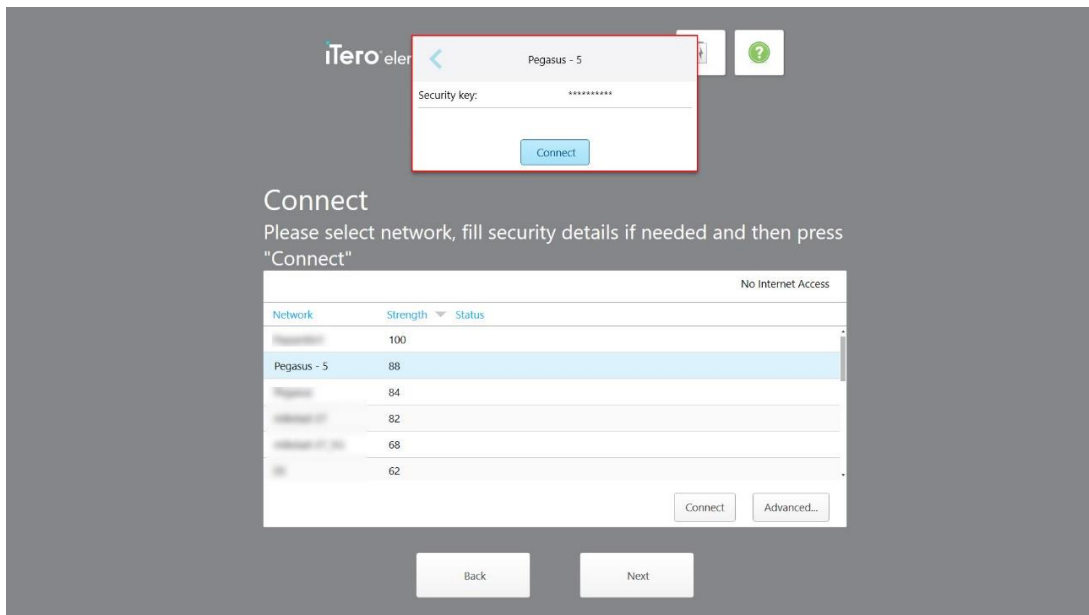 iTero eler
Pegasus - 5
?
Security key: **********
Connect
Connect
Please select network, fill security details if needed and then press
"Connect"
No Internet Access
Network Strength Status
100
Pegasus - 5 88
84
82
68
62
Connect Advanced...
Back Next